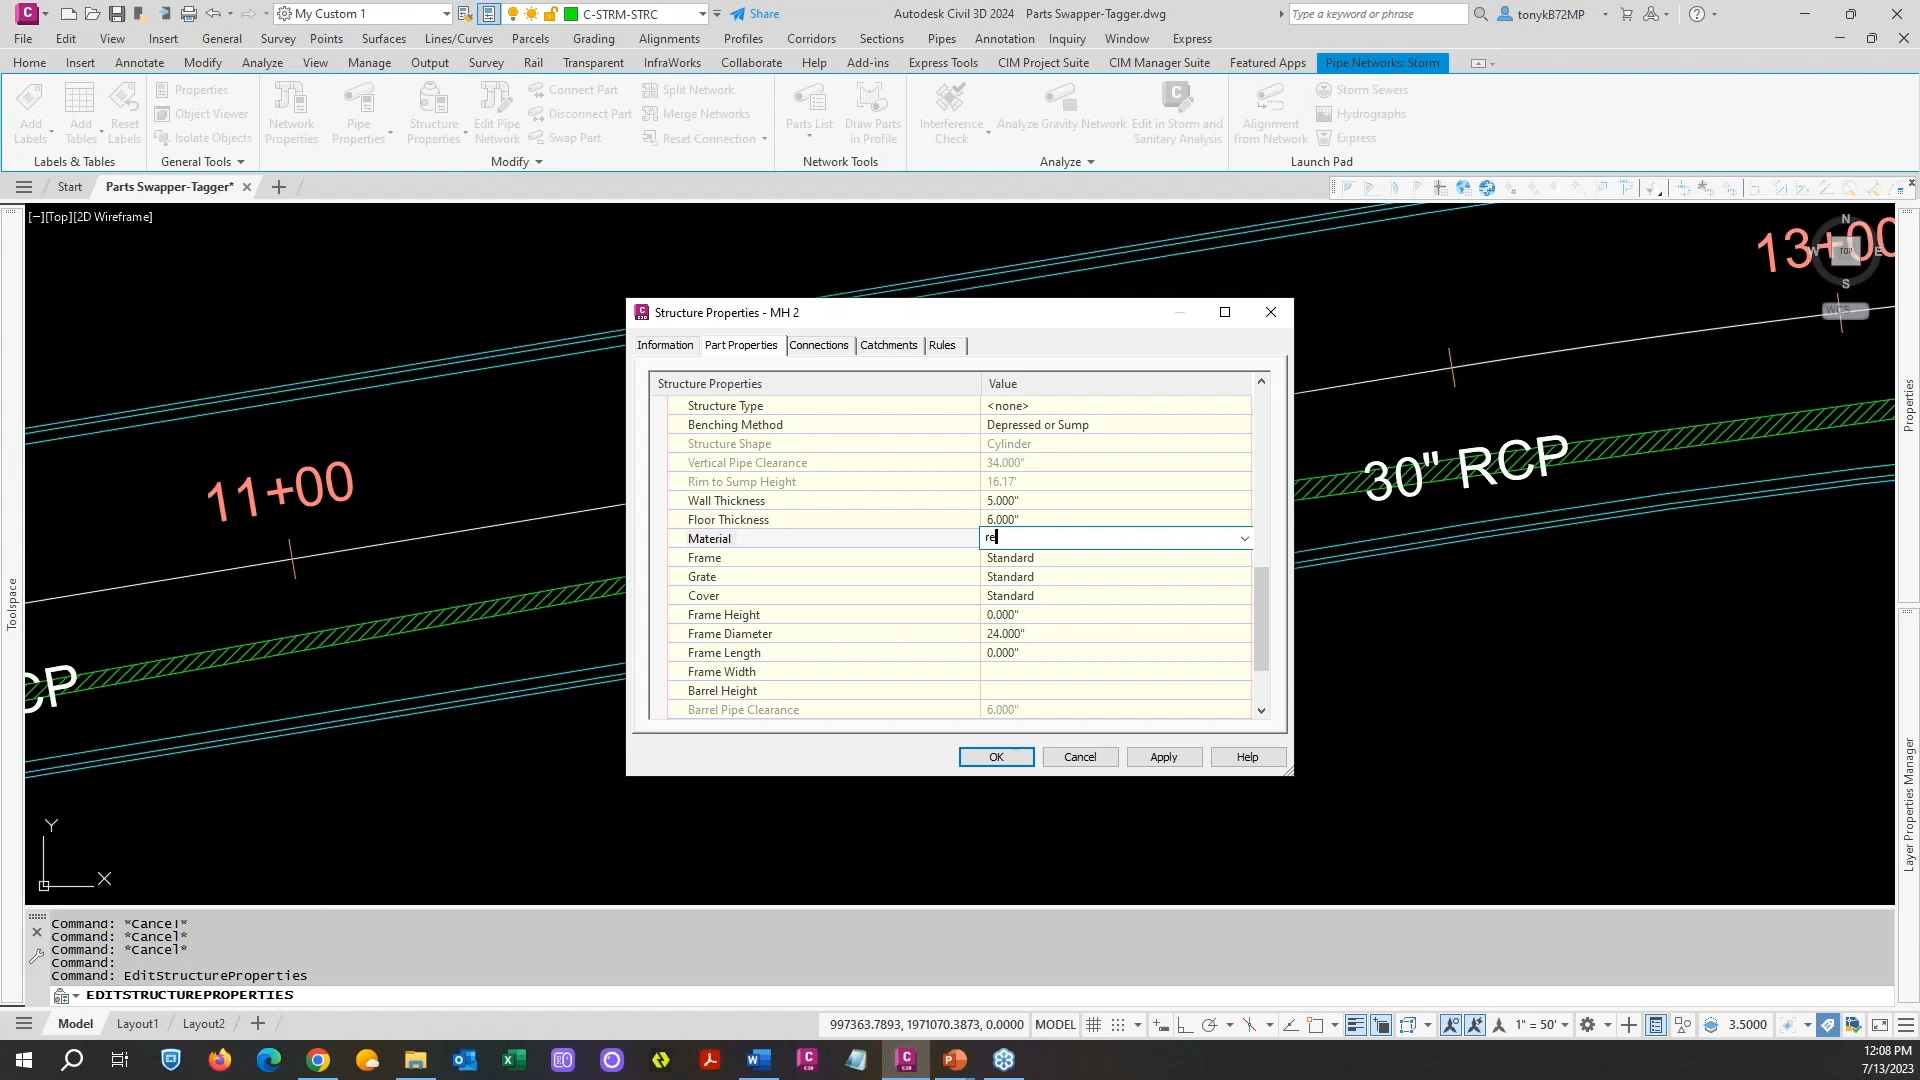 My Custom 1
C-STRM-STRC
Share
Autodesk Civil 3D 2024 Parts Swapper-Tagger.dwg
Type a keyword or phrase
tonykB72MP
File Edit View Insert General Survey Points Surfaces Lines/Curves Parcels Grading Alignments Profiles Corridors Sections Pipes Annotation Inquiry Window Express
Home Insert Annotate Modify Analyze View Manage Output Survey Rail Transparent InfraWorks Collaborate Help Add-ins Express Tools CIM Project Suite CIM Manager Suite Featured Apps Pipe Networks: Storm
Add Labels
Add Tables
Reset Labels
Labels & Tables
Properties
Object Viewer
Isolate Objects
General Tools
Network Properties
Pipe Properties
Structure Properties
Edit Pipe Network
Connect Part
Disconnect Part
Swap Part
Split Network
Merge Networks
Reset Connection
Modify
Parts List
Draw Parts in Profile
Network Tools
Interference Check
Analyze Gravity Network
Edit in Storm and Sanitary Analysis
Analyze
Alignment from Network
Storm Sewers
Hydrographs
Express
Launch Pad
Start
Parts Swapper-Tagger*
[−][Top][2D Wireframe]
13+00
N
W
TOP
E
S
WCS
11+00
30" RCP
CP
Y
X
Toolspace
Properties
Layer Properties Manager
Structure Properties - MH 2
Information Part Properties Connections Catchments Rules
Structure Properties Value
Structure Type <none>
Benching Method Depressed or Sump
Structure Shape Cylinder
Vertical Pipe Clearance 34.000"
Rim to Sump Height 16.17'
Wall Thickness 5.000"
Floor Thickness 6.000"
Material re
Frame Standard
Grate Standard
Cover Standard
Frame Height 0.000"
Frame Diameter 24.000"
Frame Length 0.000"
Frame Width
Barrel Height
Barrel Pipe Clearance 6.000"
OK Cancel Apply Help
Command: *Cancel*
Command: *Cancel*
Command: *Cancel*
Command:
Command: EditStructureProperties
EDITSTRUCTUREPROPERTIES
Model Layout1 Layout2
997363.7893, 1971070.3873, 0.0000 MODEL
1" = 50'
3.5000
12:08 PM
7/13/2023